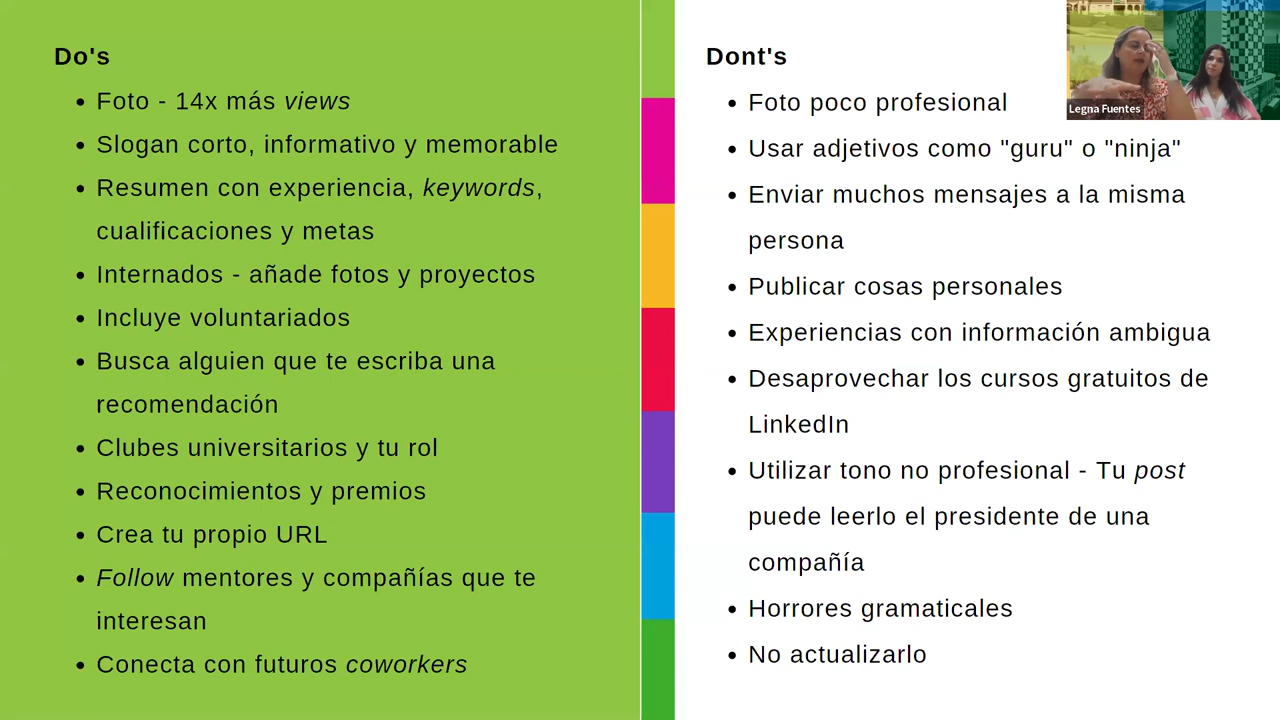 Do's
Foto - 14x más views
Slogan corto, informativo y memorable
Resumen con experiencia, keywords,
cualificaciones y metas
Internados - añade fotos y proyectos
Incluye voluntariados
Busca alguien que te escriba una
recomendación
Clubes universitarios y tu rol
Reconocimientos y premios
Crea tu propio URL
Follow mentores y compañías que te
interesan
Conecta con futuros coworkers
Dont's
Foto poco profesional
Usar adjetivos como "guru" o "ninja"
Enviar muchos mensajes a la misma
persona
Publicar cosas personales
Experiencias con información ambigua
Desaprovechar los cursos gratuitos de
LinkedIn
Utilizar tono no profesional - Tu post
puede leerlo el presidente de una
compañía
Horrores gramaticales
No actualizarlo
Legna Fuentes